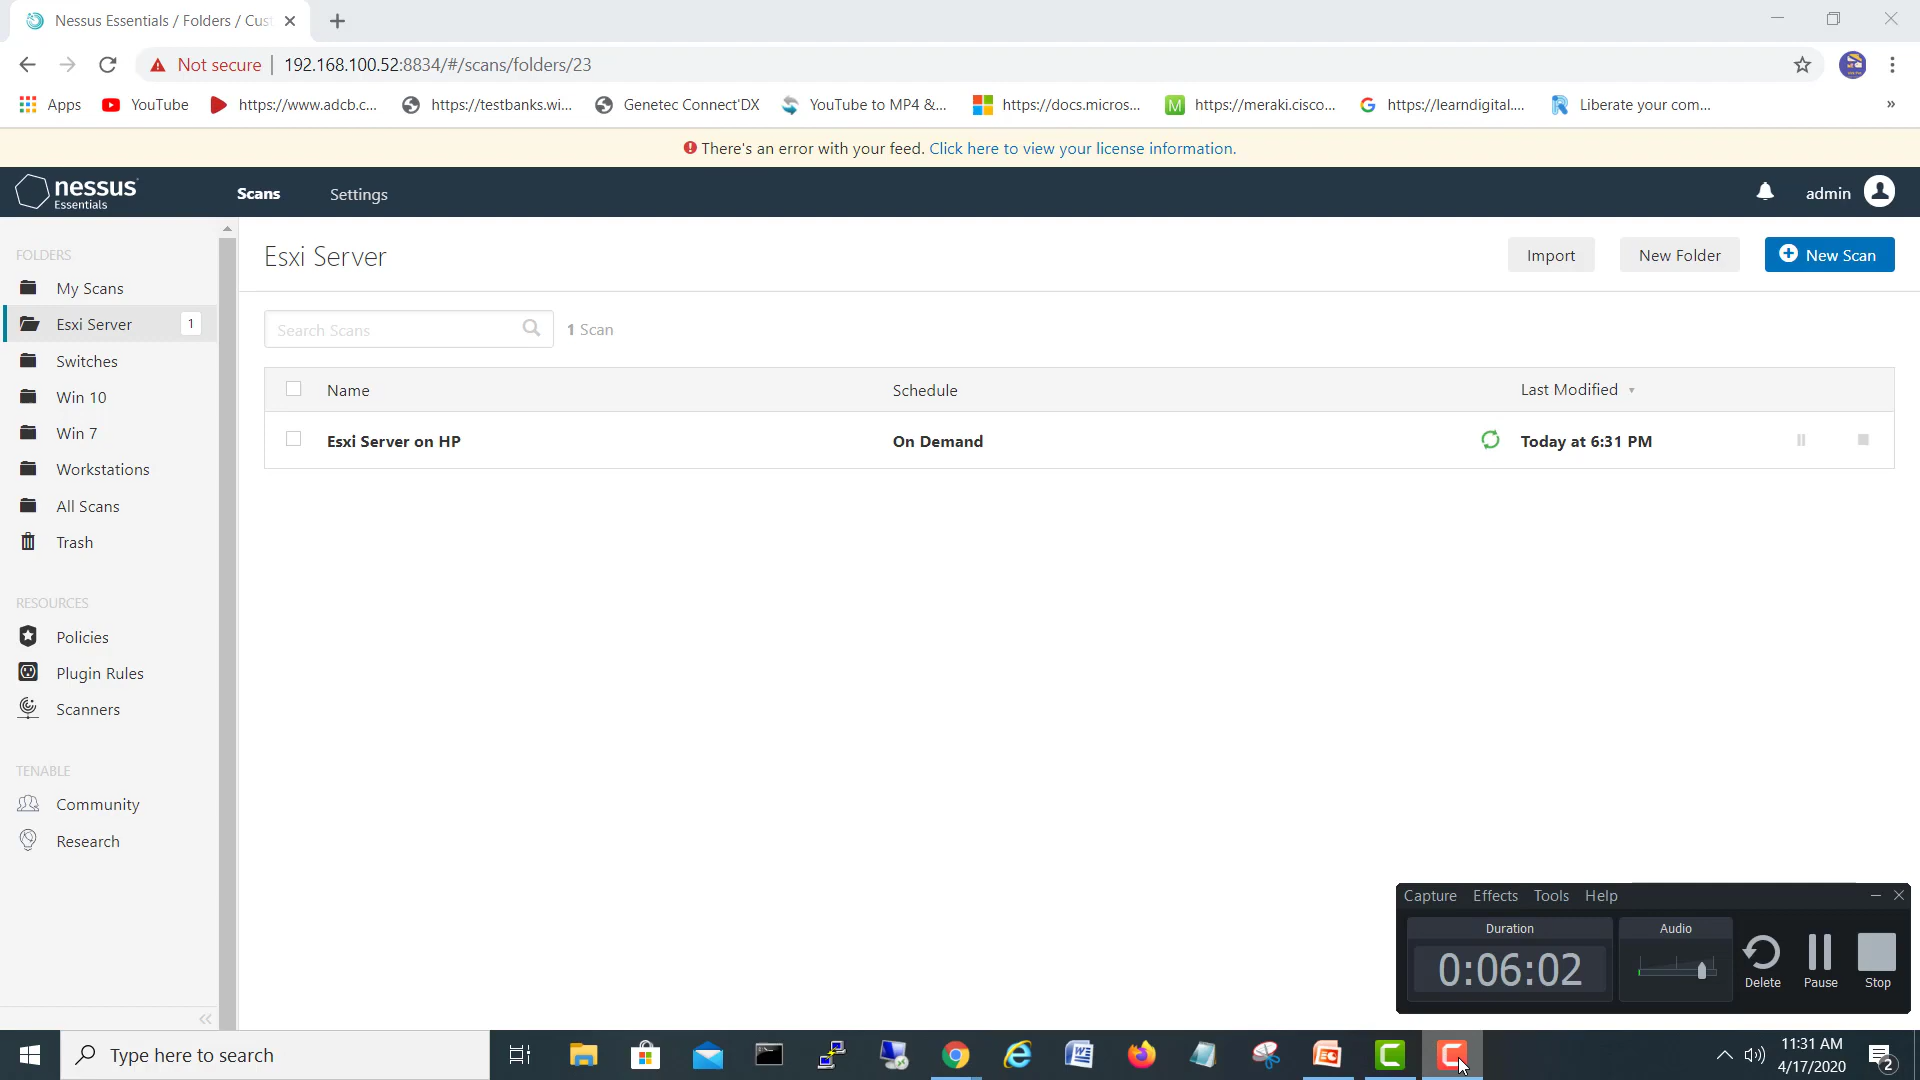 Nessus Essentials / Folders / Cus
Not secure | 192.168.100.52:8834/#/scans/folders/23
Apps YouTube https://www.adcb.c... https://testbanks.wi... Genetec Connect'DX YouTube to MP4 &... https://docs.micros... https://meraki.cisco... https://learndigital.... Liberate your com... »
There's an error with your feed. Click here to view your license information.
nessus
Essentials
Scans Settings admin
FOLDERS
My Scans
Esxi Server 1
Switches
Win 10
Win 7
Workstations
All Scans
Trash
RESOURCES
Policies
Plugin Rules
Scanners
TENABLE
Community
Research
Esxi Server
Import New Folder New Scan
Search Scans 1 Scan
Name Schedule Last Modified
Esxi Server on HP On Demand Today at 6:31 PM
Capture Effects Tools Help
Duration Audio
0:06:02
Delete Pause Stop
Type here to search
11:31 AM
4/17/2020
2